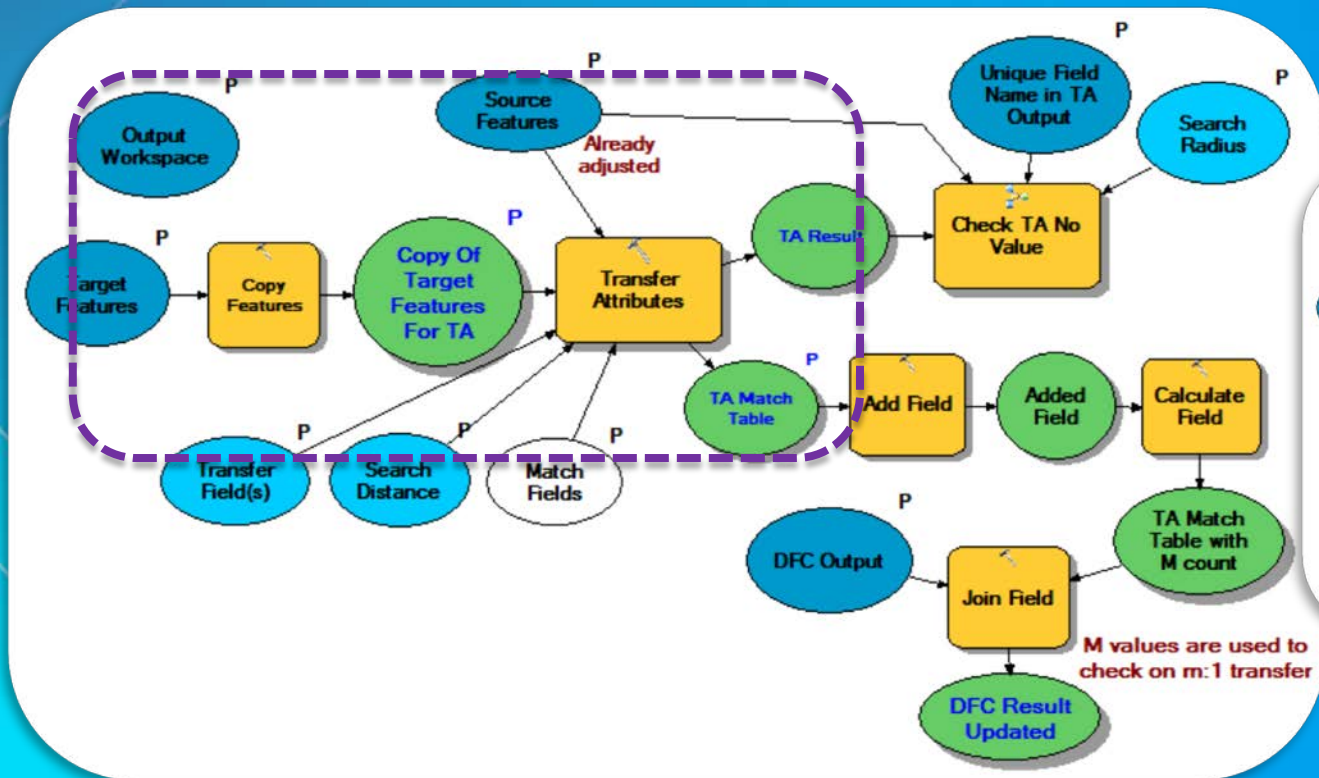 P
Output
Workspace
P
Source
Features
Already
adjusted
P
Unique Field
Name in TA
Output
P
Search
Radius
P
Target
Features
Copy
Features
P
Copy Of
Target
Features
For TA
Transfer
Attributes
TA Result
Check TA No
Value
P
TA Match
Table
Add Field
Added
Field
Calculate
Field
P
Transfer
Field(s)
P
Search
Distance
P
Match
Fields
P
DFC Output
Join Field
TA Match
Table with
M count
M values are used to
check on m:1 transfer
DFC Result
Updated